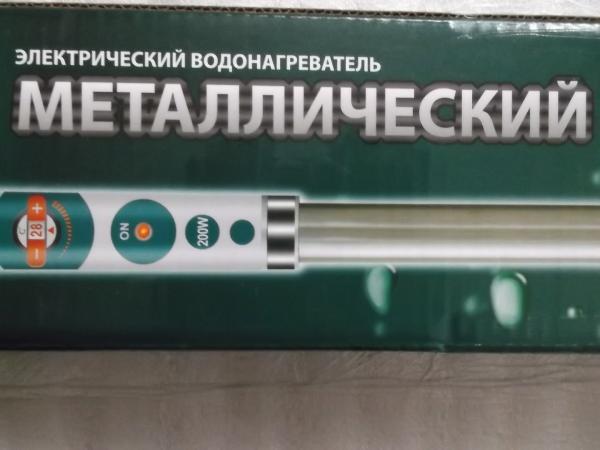 ЭЛЕКТРИЧЕСКИЙ ВОДОНАГРЕВАТЕЛЬ
МЕТАЛЛИЧЕСКИЙ
+
28
C
-
ON
200W